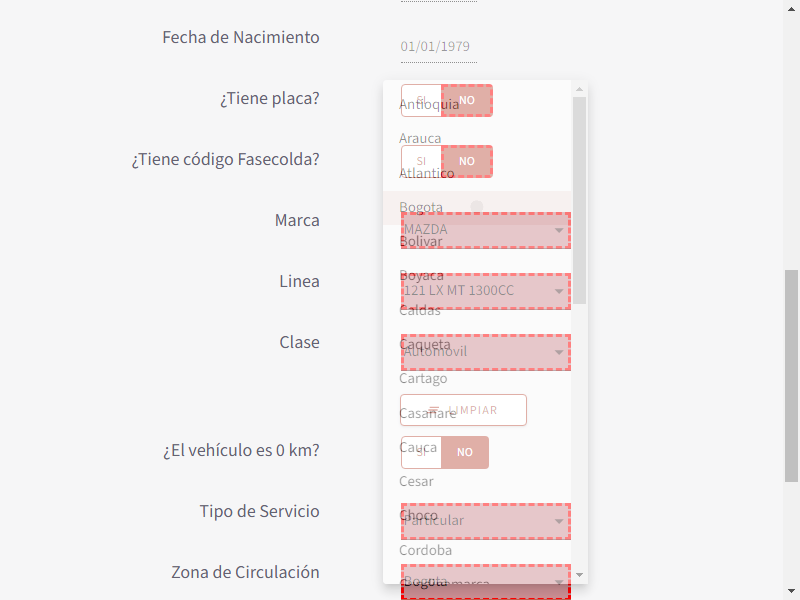 Fecha de Nacimiento
01/01/1979
¿Tiene placa?
SI NO
Antioquia
Arauca
¿Tiene código Fasecolda?
SI NO
Atlantico
Bogota
Marca
MAZDA
Bolivar
Boyaca
Linea
121 LX MT 1300CC
Caldas
Clase
Caqueta
Automovil
Cartago
LIMPIAR
Casanare
Cauca
¿El vehículo es 0 km?
SI NO
Cesar
Tipo de Servicio
Choco
Particular
Cordoba
Zona de Circulación
Bogota
Cundinamarca